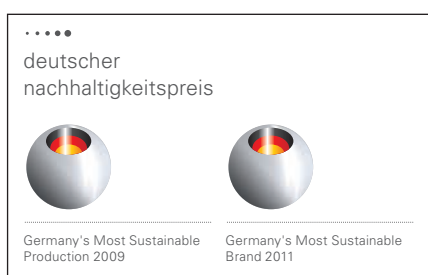 deutscher
nachhaltigkeitspreis
Germany's Most Sustainable
Production 2009
Germany's Most Sustainable
Brand 2011